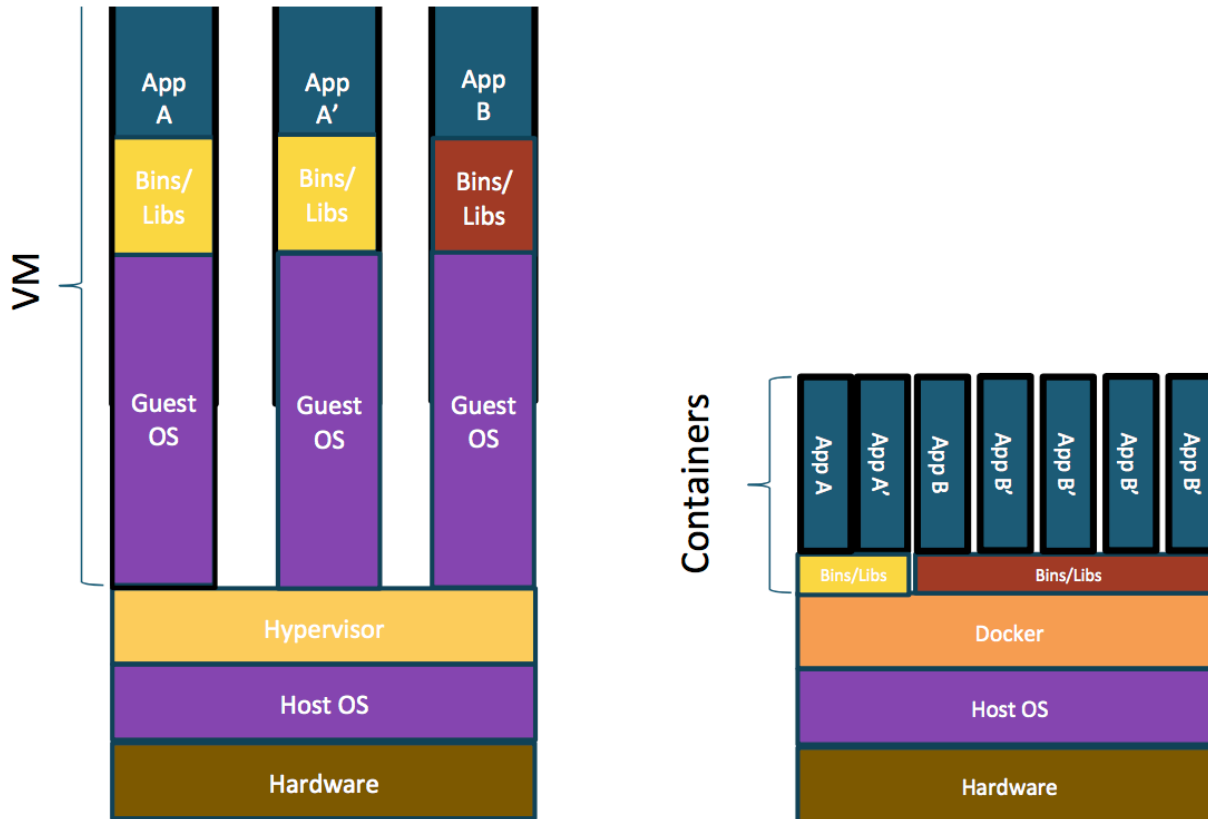 VM
App
A
App
A’
App
B
Bins/
Libs
Bins/
Libs
Bins/
Libs
Guest
OS
Guest
OS
Guest
OS
Hypervisor
Host OS
Hardware
Containers
App A
App A’
App B
App B’
App B’
App B’
App B’
Bins/Libs
Bins/Libs
Docker
Host OS
Hardware